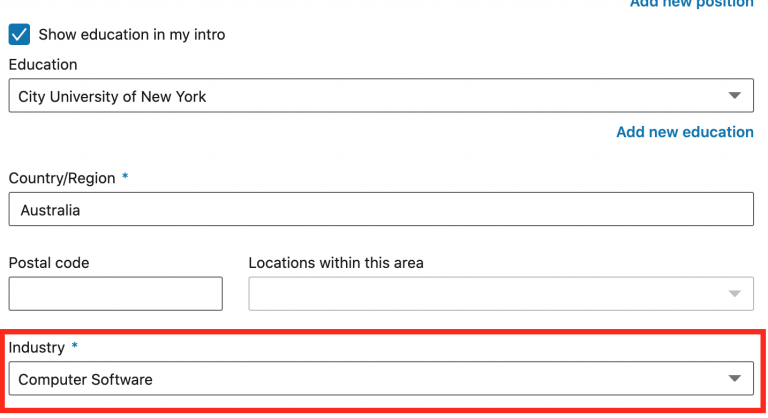 Add new position
Show education in my intro
Education
City University of New York
Add new education
Country/Region *
Australia
Postal code
Locations within this area
Industry *
Computer Software